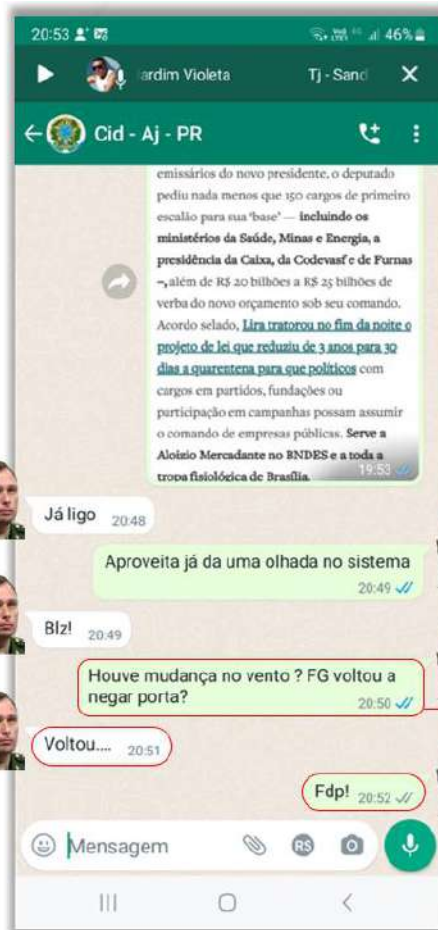 20:53
46%
ardim Violeta Tj - Sand
Cid - Aj - PR
emissários do novo presidente, o deputado
pediu nada menos que 150 cargos de primeiro
escalão para sua 'base' — incluindo os
ministérios da Saúde, Minas e Energia, a
presidência da Caixa, da Codevasf e de Furnas
–, além de R$ 20 bilhões a R$ 25 bilhões de
verba do novo orçamento sob seu comando.
Acordo selado, Lira tratorou no fim da noite o
projeto de lei que reduziu de 3 anos para 30
dias a quarentena para que políticos com
cargos em partidos, fundações ou
participação em campanhas possam assumir
o comando de empresas públicas. Serve a
Aloizio Mercadante no BNDES e a toda a
tropa fisiológica de Brasília.
19:53
Já ligo 20:48
Aproveita já da uma olhada no sistema
20:49
Blz! 20:49
Houve mudança no vento ? FG voltou a
negar porta?
20:50
Voltou.... 20:51
Fdp! 20:52
Mensagem
RS